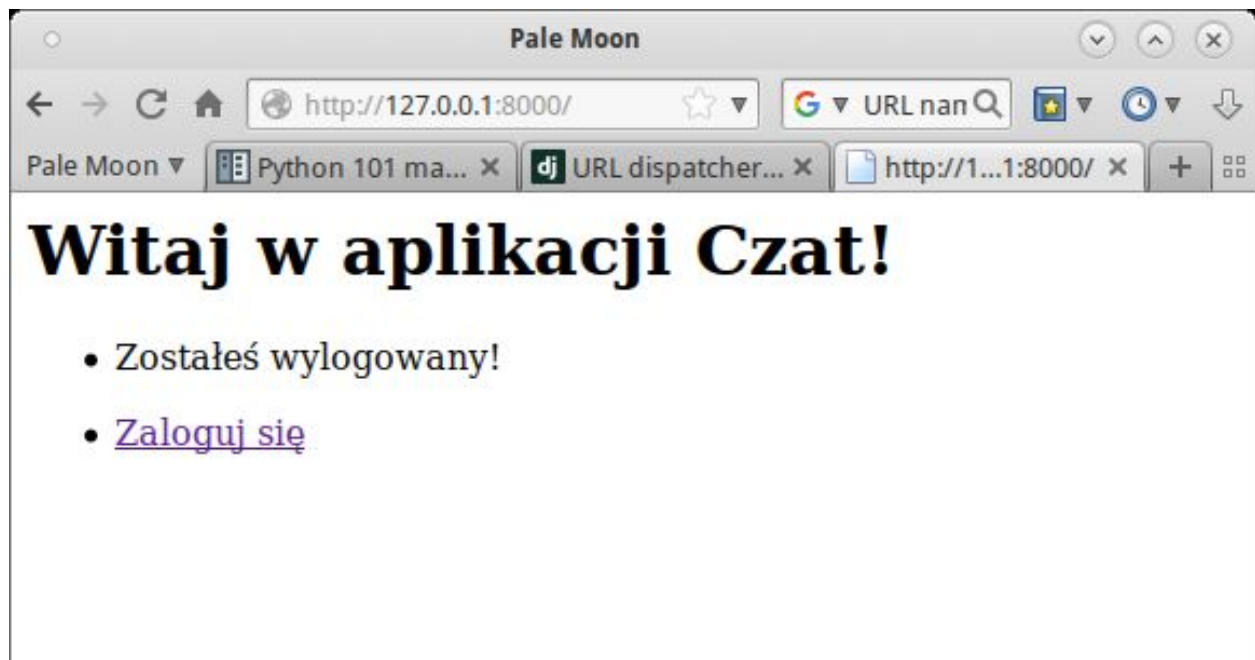 Pale Moon
http://127.0.0.1:8000/ G URL nan
Pale Moon Python 101 ma... dj URL dispatcher... http://1...1:8000/
Witaj w aplikacji Czat!
• Zostałeś wylogowany!
• Zaloguj się